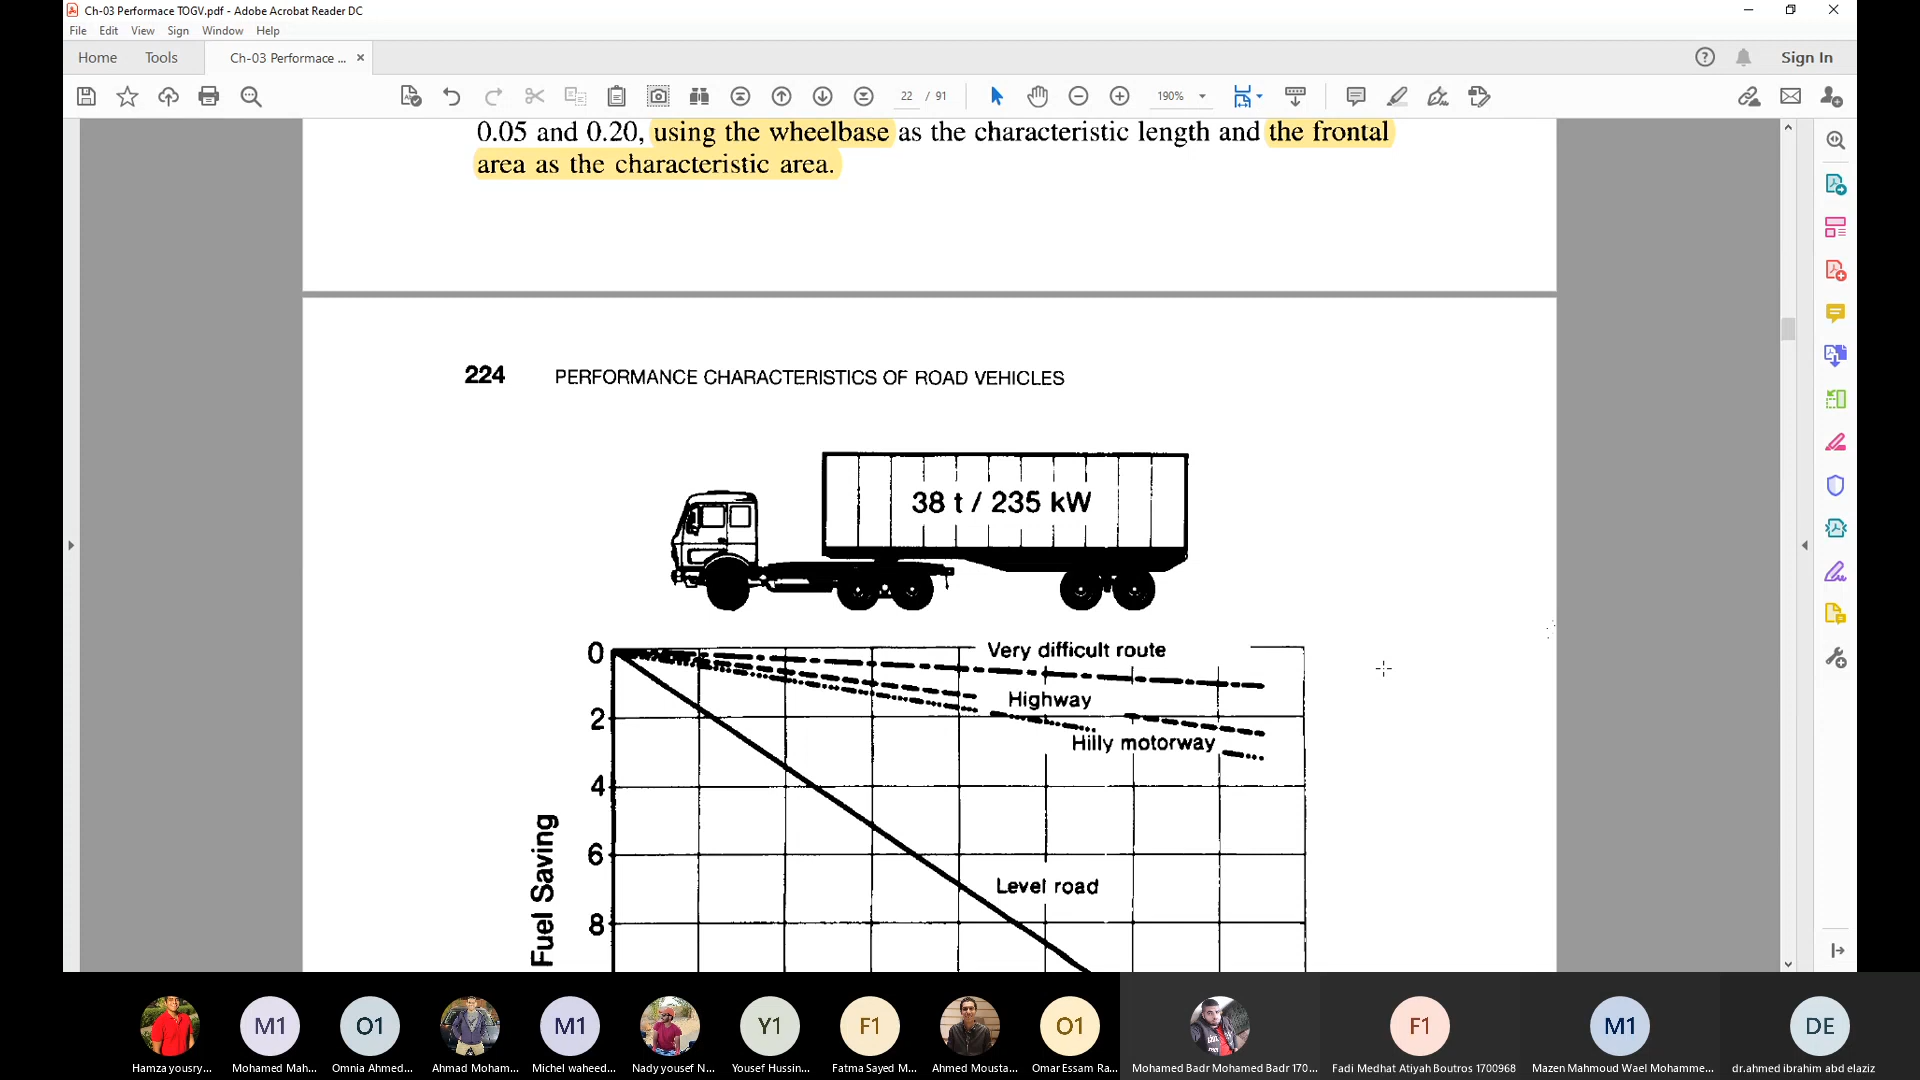 Ch-03 Performace TOGV.pdf - Adobe Acrobat Reader DC
File Edit View Sign Window Help
Home Tools Ch-03 Performace ... × Sign In
22 / 91 190%
0.05 and 0.20, using the wheelbase as the characteristic length and the frontal
area as the characteristic area.
224 PERFORMANCE CHARACTERISTICS OF ROAD VEHICLES
38 t / 235 kW
0
Very difficult route
Highway
2
Hilly motorway
4
6
Level road
8
Fuel Saving
M1 O1 M1 Y1 F1 O1 F1 M1 DE
Hamza yousry... Mohamed Mah... Omnia Ahmed... Ahmad Moham... Michel waheed... Nady yousef N... Yousef Hussin... Fatma Sayed M... Ahmed Mousta... Omar Essam Ra... Mohamed Badr Mohamed Badr 170... Fadi Medhat Atiyah Boutros 1700968 Mazen Mahmoud Wael Mohamme... dr.ahmed ibrahim abd elaziz